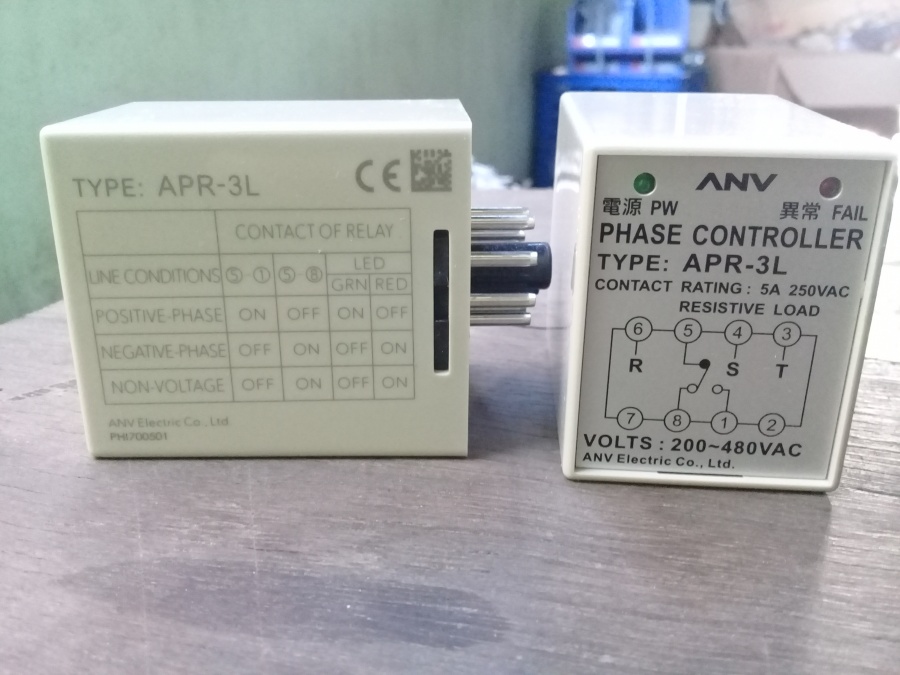 TYPE: APR-3L
CE
CONTACT OF RELAY
LINE CONDITIONS ⑤-① ⑤-⑧ LED
GRN RED
POSITIVE-PHASE ON OFF ON OFF
NEGATIVE-PHASE OFF ON OFF ON
NON-VOLTAGE OFF ON OFF ON
ANV Electric Co., Ltd.
PHI700501
ANV
電源 PW 異常 FAIL
PHASE CONTROLLER
TYPE: APR-3L
CONTACT RATING: 5A 250VAC
RESISTIVE LOAD
⑥ ⑤ ④ ③
R S T
⑦ ⑧ ① ②
VOLTS : 200~480VAC
ANV Electric Co., Ltd.